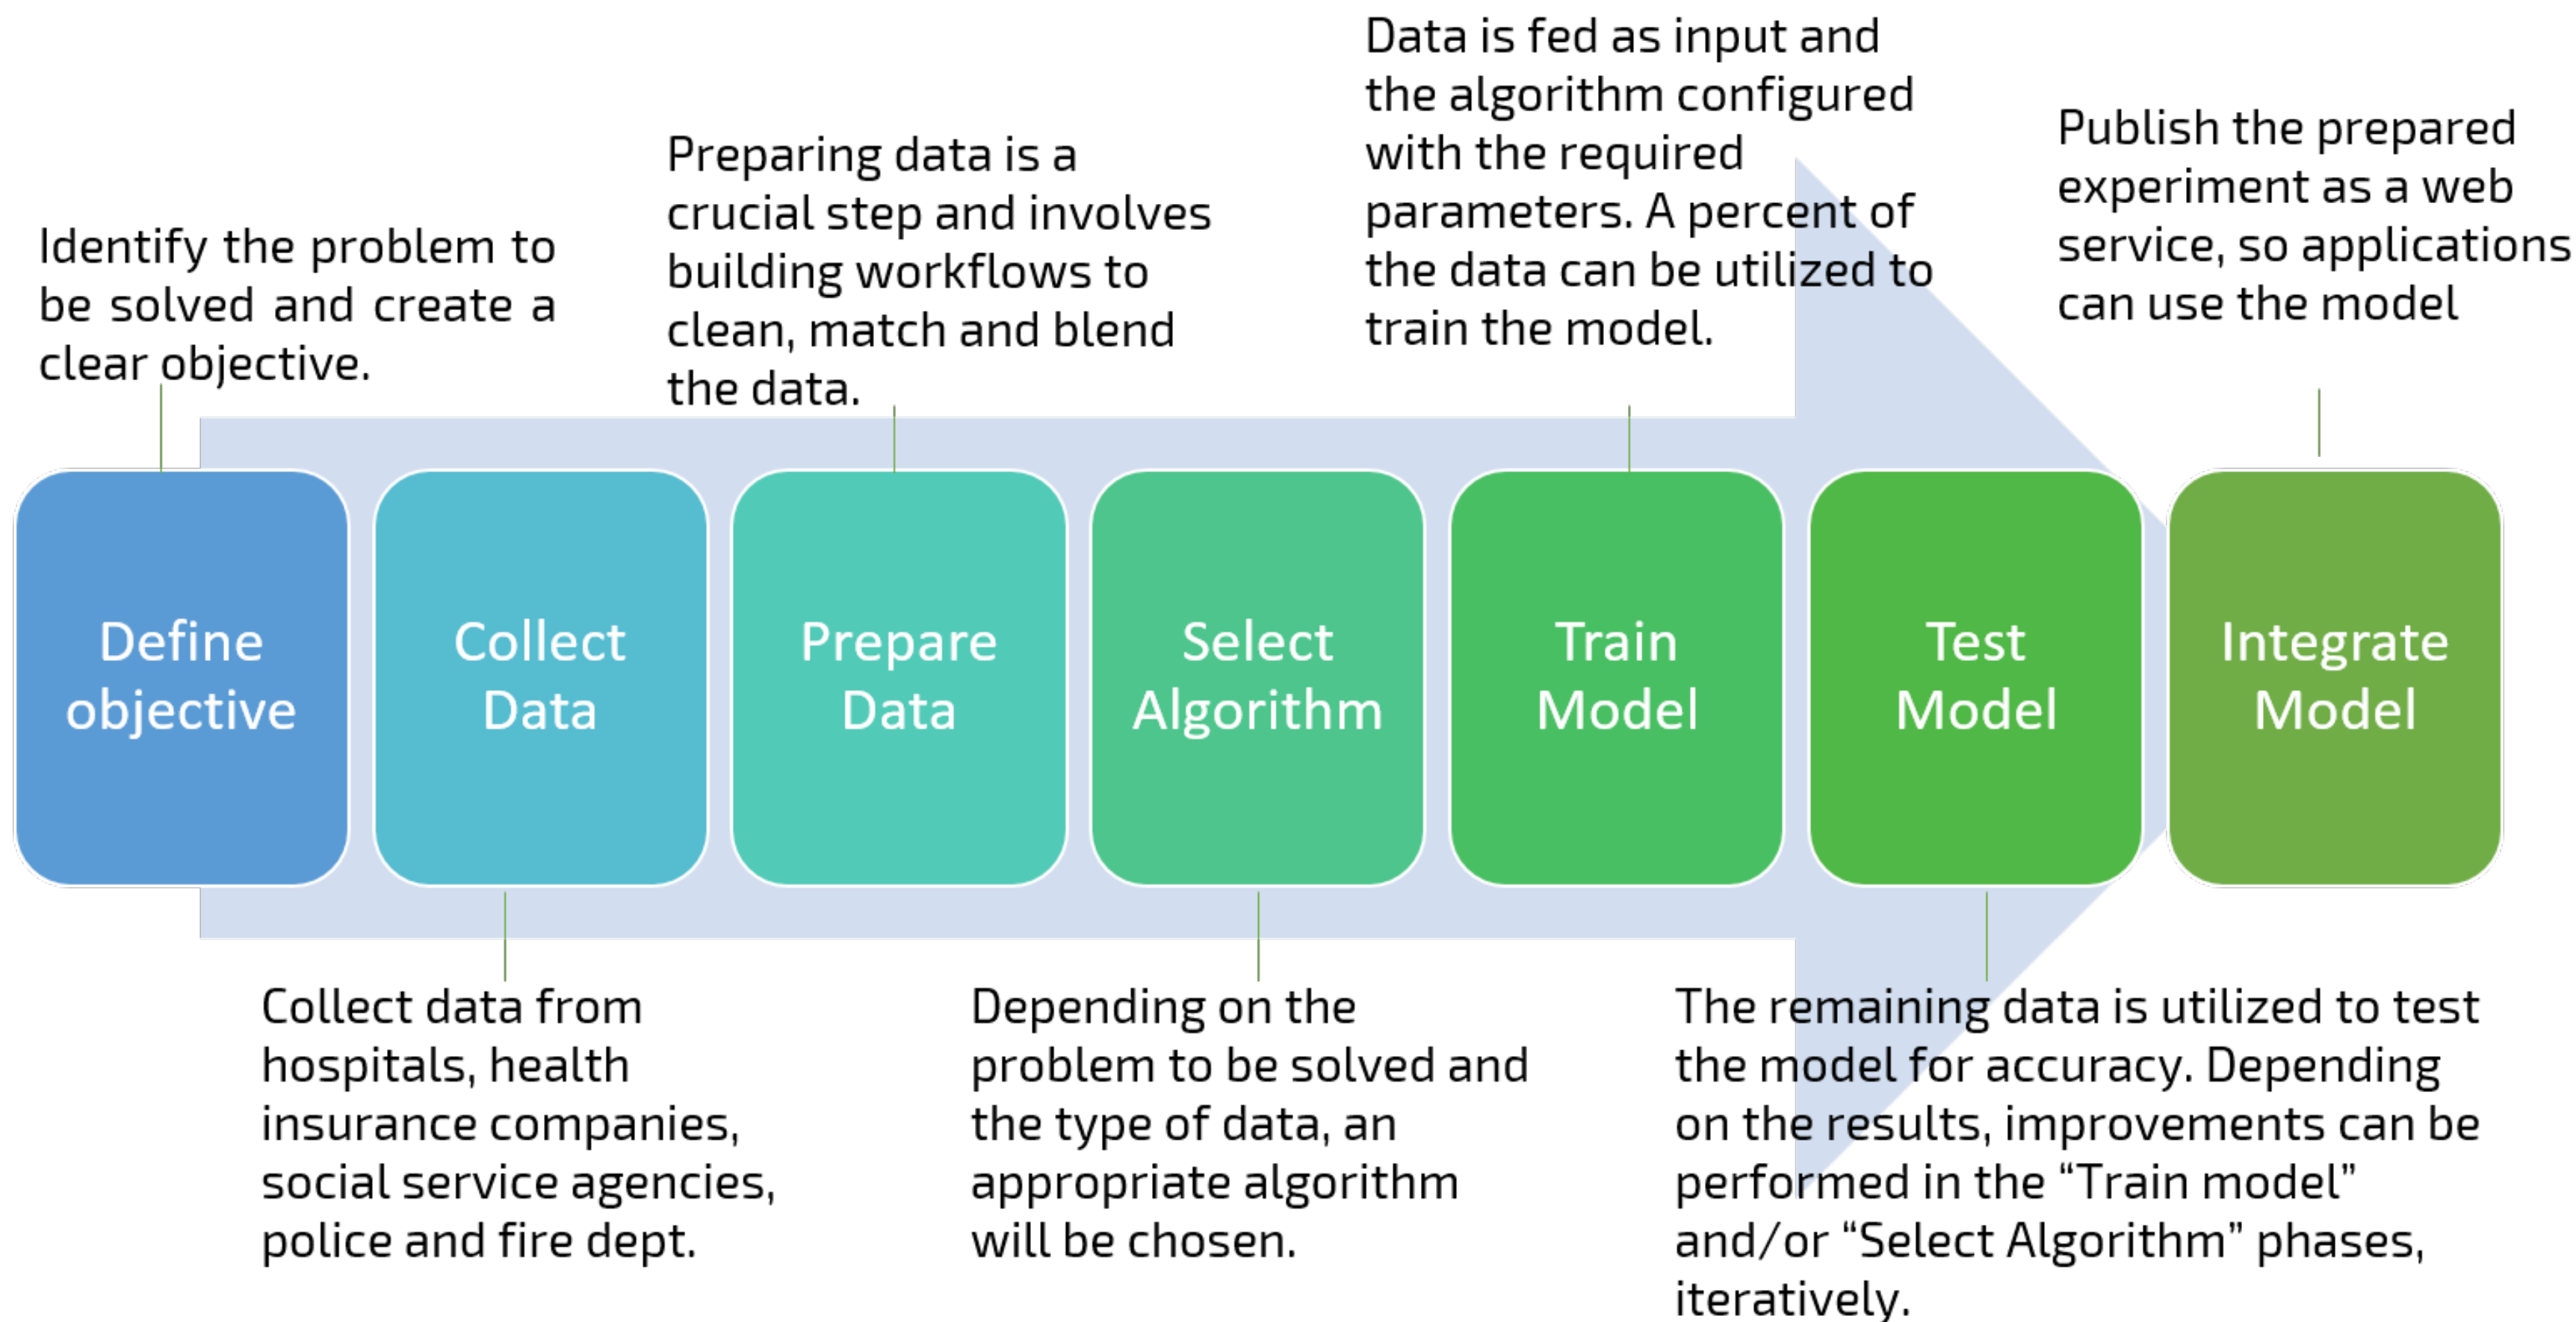 Identify the problem to
be solved and create a
clear objective.
Preparing data is a
crucial step and involves
building workflows to
clean, match and blend
the data.
Data is fed as input and
the algorithm configured
with the required
parameters. A percent of
the data can be utilized to
train the model.
Publish the prepared
experiment as a web
service, so applications
can use the model
Define
objective
Collect
Data
Prepare
Data
Select
Algorithm
Train
Model
Test
Model
Integrate
Model
Collect data from
hospitals, health
insurance companies,
social service agencies,
police and fire dept.
Depending on the
problem to be solved and
the type of data, an
appropriate algorithm
will be chosen.
The remaining data is utilized to test
the model for accuracy. Depending
on the results, improvements can be
performed in the “Train model”
and/or “Select Algorithm” phases,
iteratively.